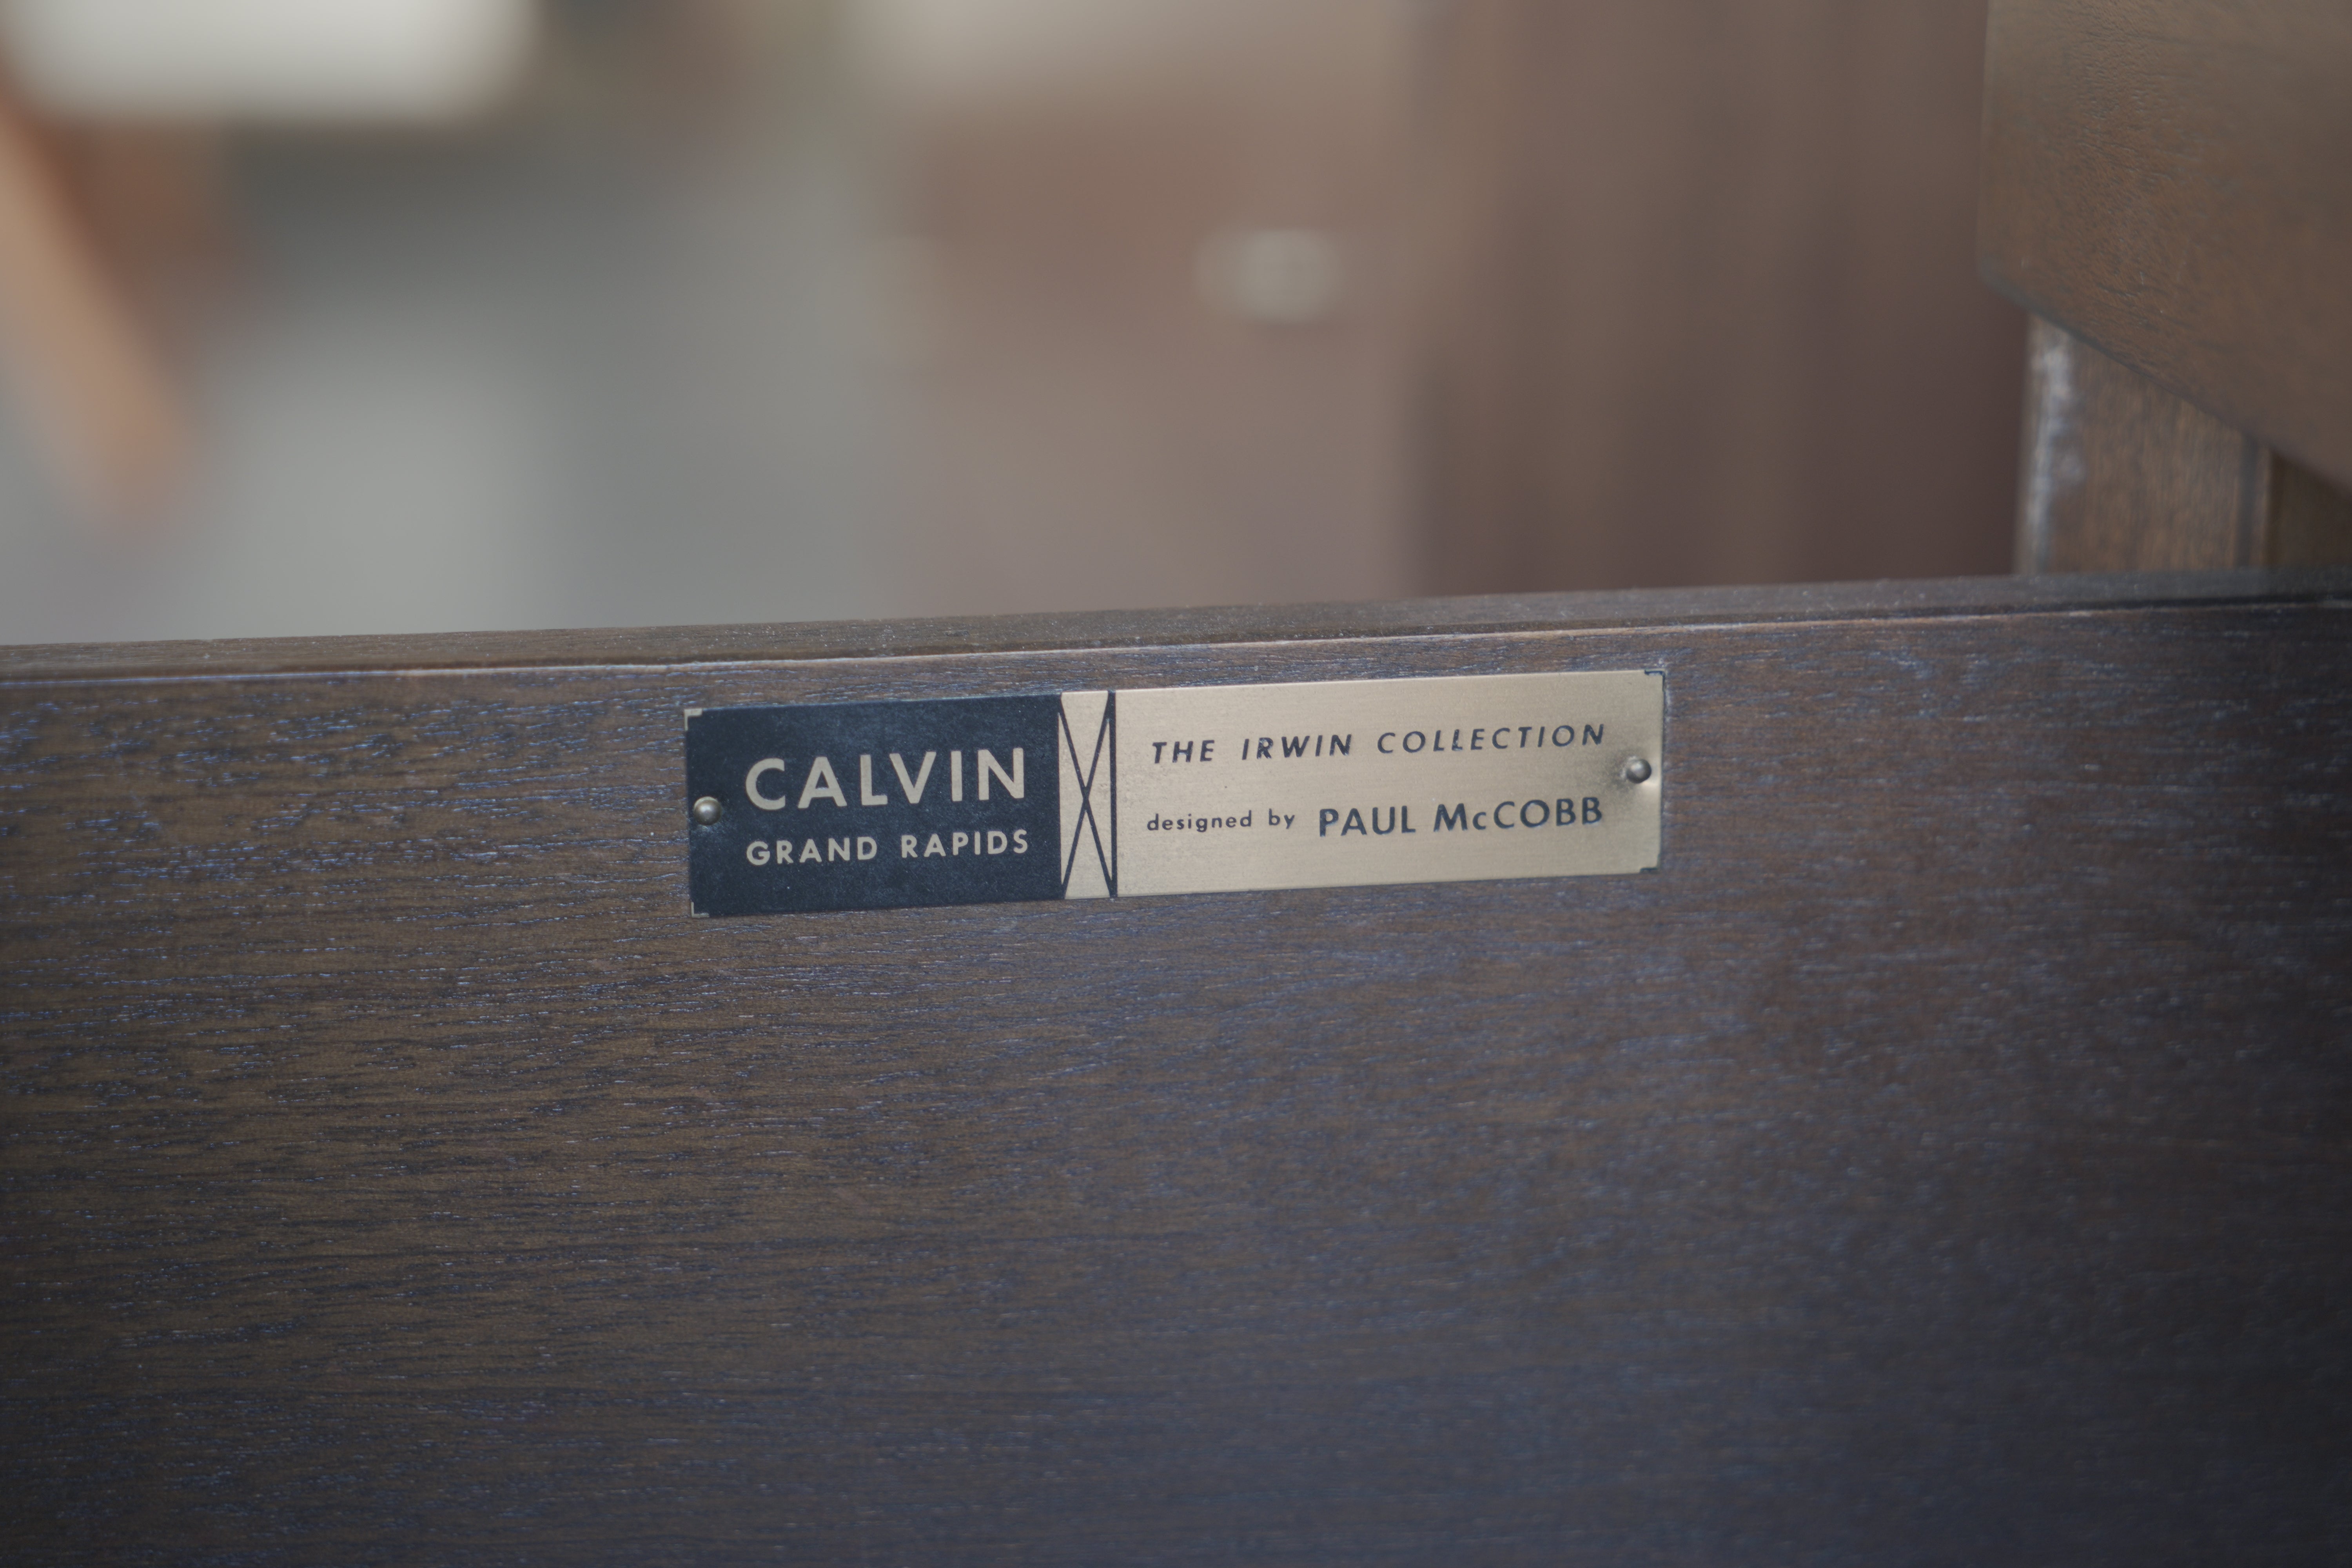 CALVIN
GRAND RAPIDS
THE IRWIN COLLECTION
designed by PAUL McCOBB